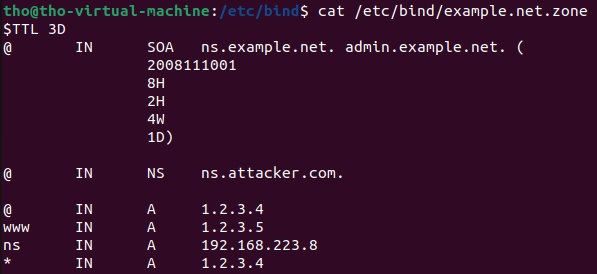 tho@tho-virtual-machine:/etc/bind$ cat /etc/bind/example.net.zone
$TTL 3D
@ IN SOA ns.example.net. admin.example.net. (
2008111001
8H
2H
4W
1D)
@ IN NS ns.attacker.com.
@ IN A 1.2.3.4
www IN A 1.2.3.5
ns IN A 192.168.223.8
* IN A 1.2.3.4